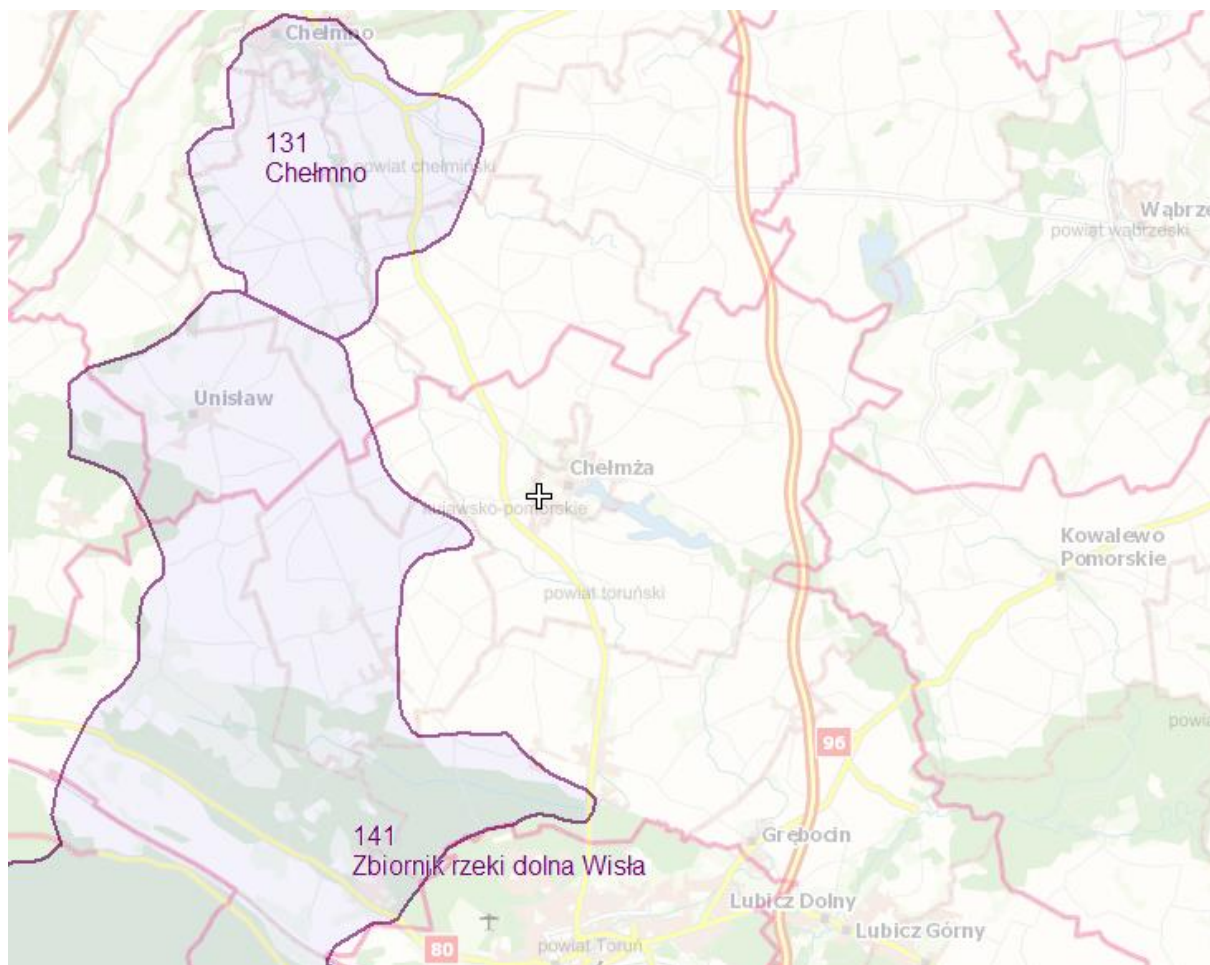 Chełmno
131
Chełmno
powiat chełmiński
Wąbrze
powiat wąbrzeski
Unisław
Chełmża
kujawsko-pomorskie
Kowalewo
Pomorskie
powiat toruński
powia
96
141
Zbiornik rzeki dolna Wisła
Grębocin
Lubicz Dolny
Lubicz Górny
80
powiat Toruń